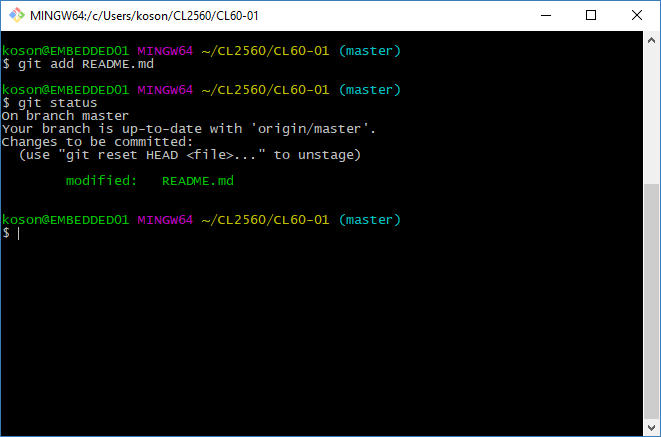 MINGW64:/c/Users/koson/CL2560/CL60-01
koson@EMBEDDED01 MINGW64 ~/CL2560/CL60-01 (master)
$ git add README.md
koson@EMBEDDED01 MINGW64 ~/CL2560/CL60-01 (master)
$ git status
On branch master
Your branch is up-to-date with 'origin/master'.
Changes to be committed:
  (use "git reset HEAD <file>..." to unstage)
        modified:   README.md
koson@EMBEDDED01 MINGW64 ~/CL2560/CL60-01 (master)
$